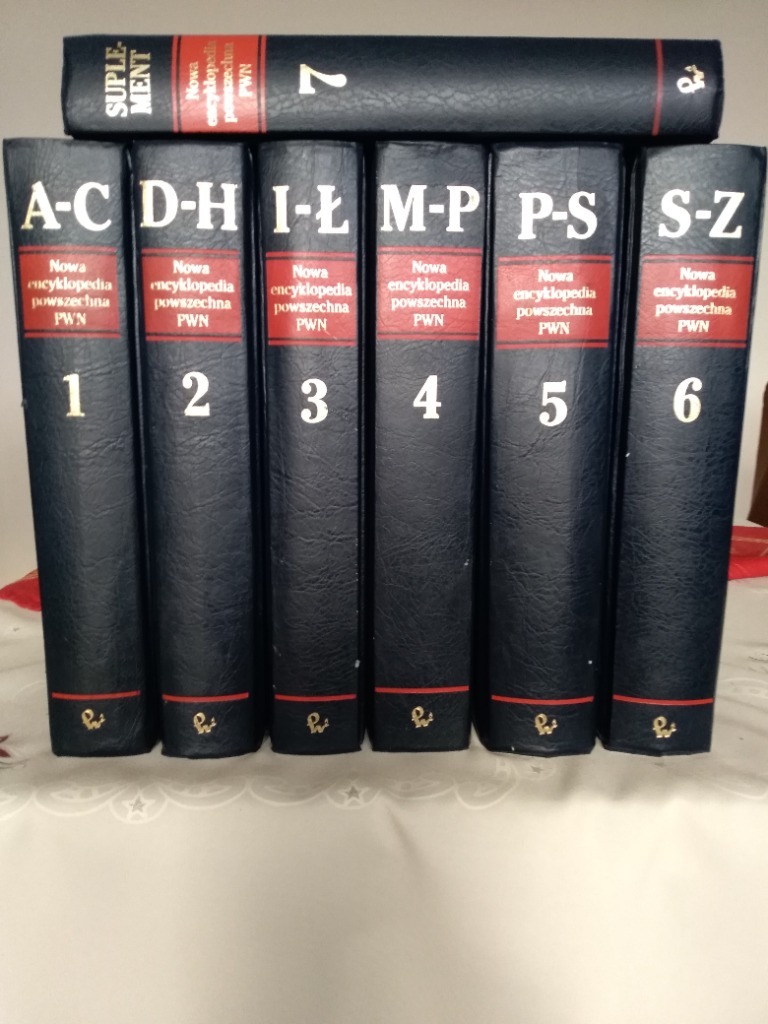 SUPLE-
MENT
Nowa
encyklopedia
powszechna
PWN
7
A-C
Nowa
encyklopedia
powszechna
PWN
1
D-H
Nowa
encyklopedia
powszechna
PWN
2
I-Ł
Nowa
encyklopedia
powszechna
PWN
3
M-P
Nowa
encyklopedia
powszechna
PWN
4
P-S
Nowa
encyklopedia
powszechna
PWN
5
S-Z
Nowa
encyklopedia
powszechna
PWN
6